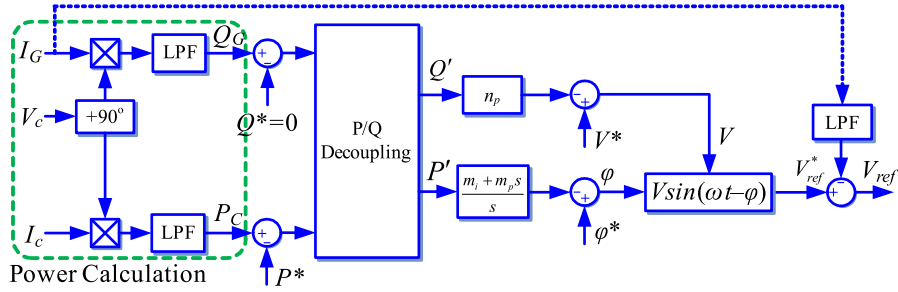 I_G
LPF
Q_G
V_c
+90°
Q*=0
I_c
LPF
P_C
P*
Power Calculation
P/Q
Decoupling
Q'
n_p
V*
V
P'
m_i + m_p s
s
φ
φ*
Vsin(ωt–φ)
LPF
V*_ref
V_ref